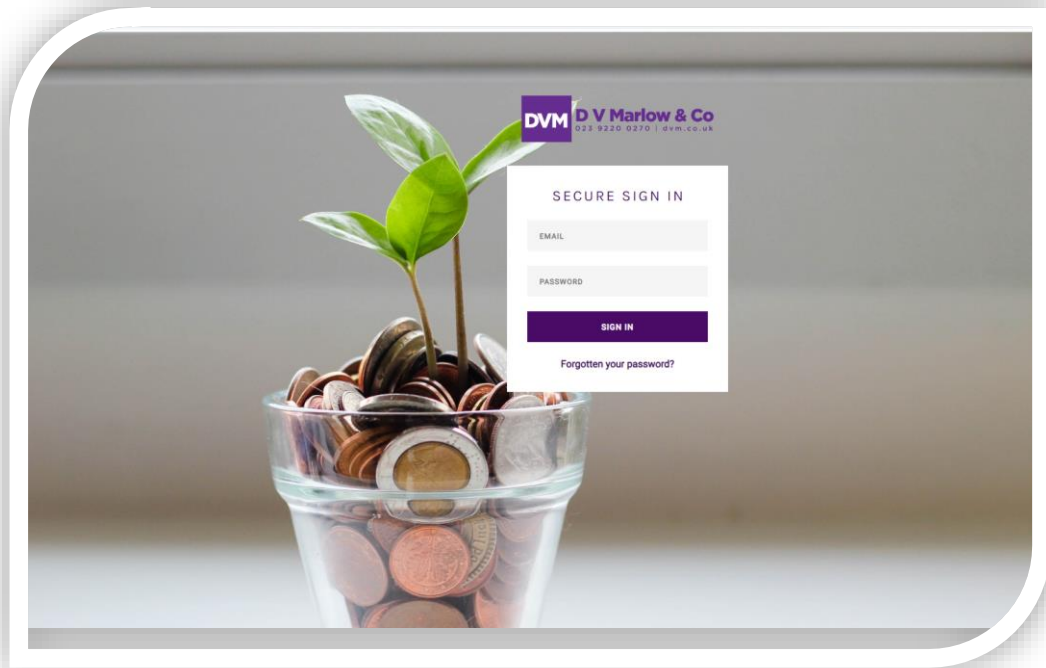 DVM
D V Marlow & Co
023 9220 0270 | dvm.co.uk
SECURE SIGN IN
EMAIL
PASSWORD
SIGN IN
Forgotten your password?